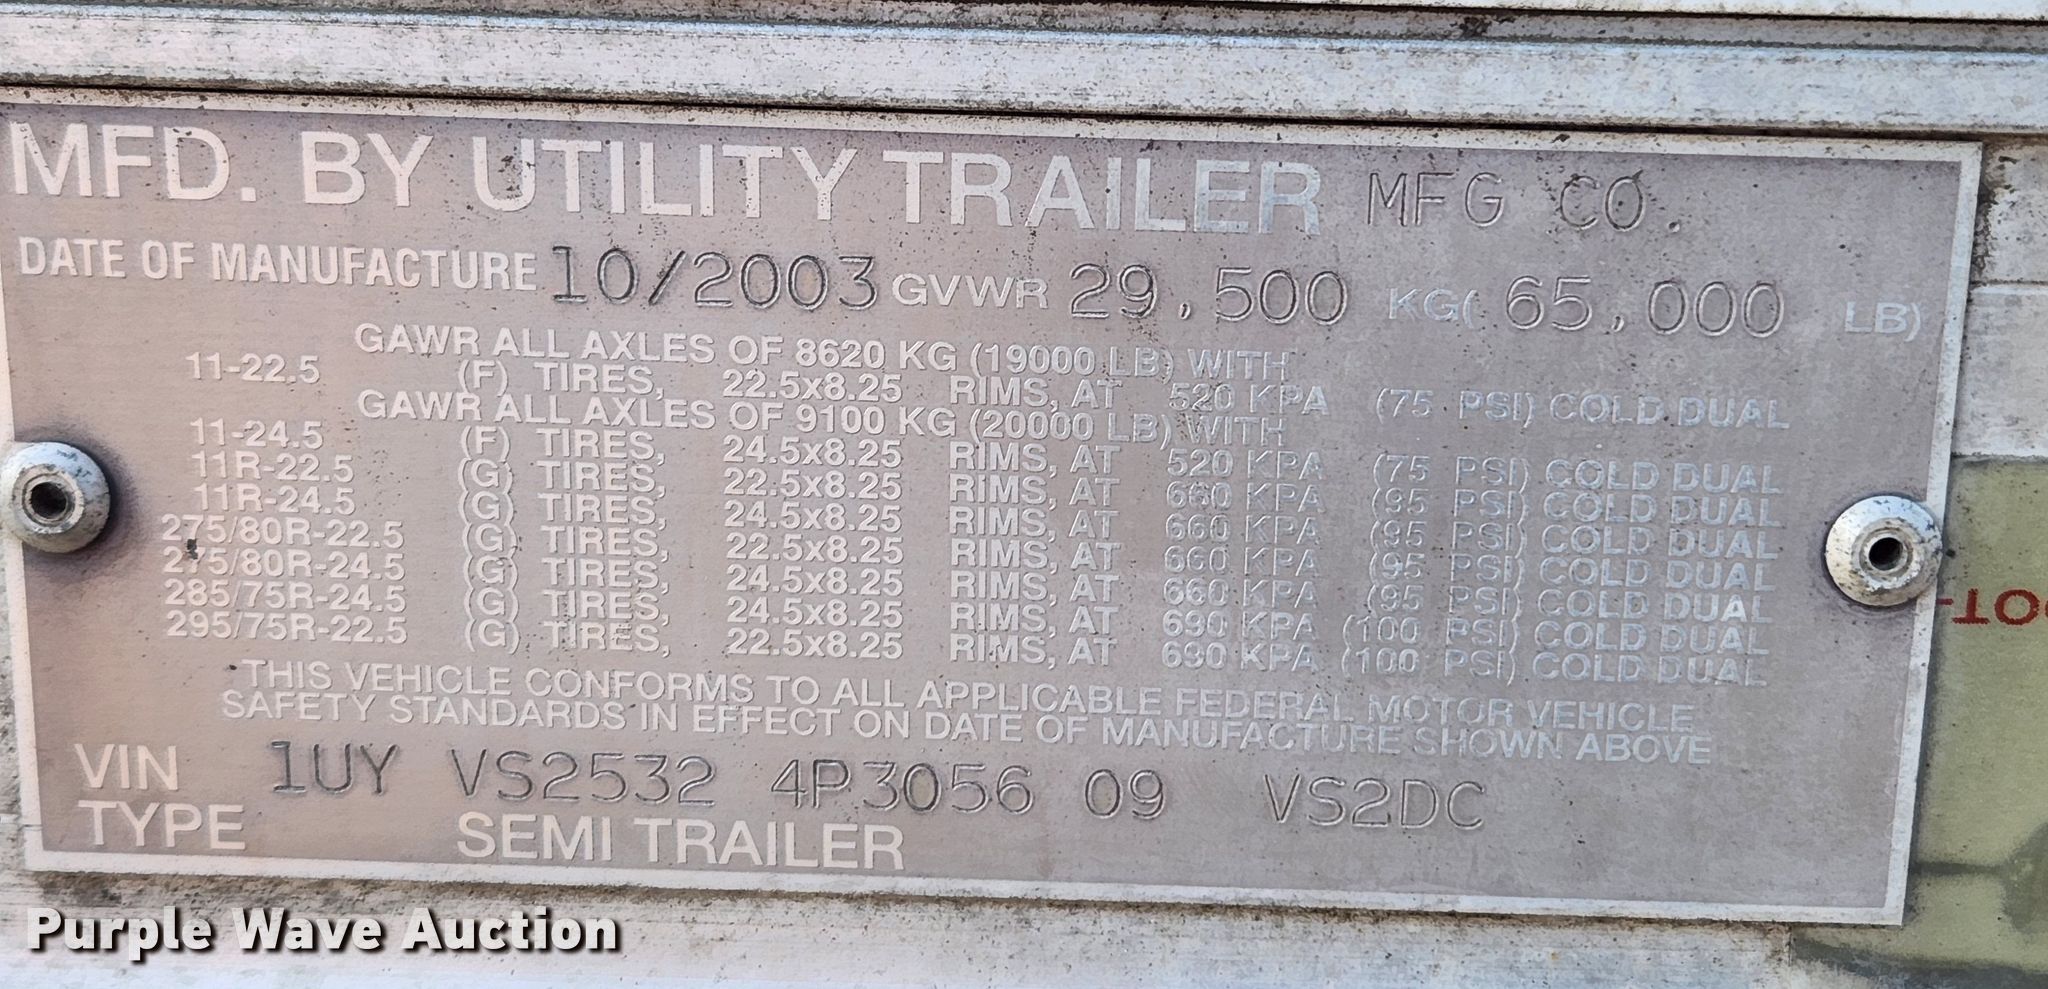 MFD. BY UTILITY TRAILER MFG CO.
DATE OF MANUFACTURE 10/2003 GVWR 29,500 KG( 65,000 LB)
GAWR ALL AXLES OF 8620 KG (19000 LB) WITH
11-22.5 (F) TIRES, 22.5x8.25 RIMS, AT 520 KPA (75 PSI) COLD DUAL
GAWR ALL AXLES OF 9100 KG (20000 LB) WITH
11-24.5 (F) TIRES, 24.5x8.25 RIMS, AT 520 KPA (75 PSI) COLD DUAL
11R-22.5 (G) TIRES, 22.5x8.25 RIMS, AT 660 KPA (95 PSI) COLD DUAL
11R-24.5 (G) TIRES, 24.5x8.25 RIMS, AT 660 KPA (95 PSI) COLD DUAL
275/80R-22.5 (G) TIRES, 22.5x8.25 RIMS, AT 660 KPA (95 PSI) COLD DUAL
275/80R-24.5 (G) TIRES, 24.5x8.25 RIMS, AT 660 KPA (95 PSI) COLD DUAL
285/75R-24.5 (G) TIRES, 24.5x8.25 RIMS, AT 690 KPA (100 PSI) COLD DUAL
295/75R-22.5 (G) TIRES, 22.5x8.25 RIMS, AT 690 KPA (100 PSI) COLD DUAL
THIS VEHICLE CONFORMS TO ALL APPLICABLE FEDERAL MOTOR VEHICLE
SAFETY STANDARDS IN EFFECT ON DATE OF MANUFACTURE SHOWN ABOVE
VIN 1UY VS2532 4P3056 09 VS2DC
TYPE SEMI TRAILER
DOT-
Purple Wave Auction